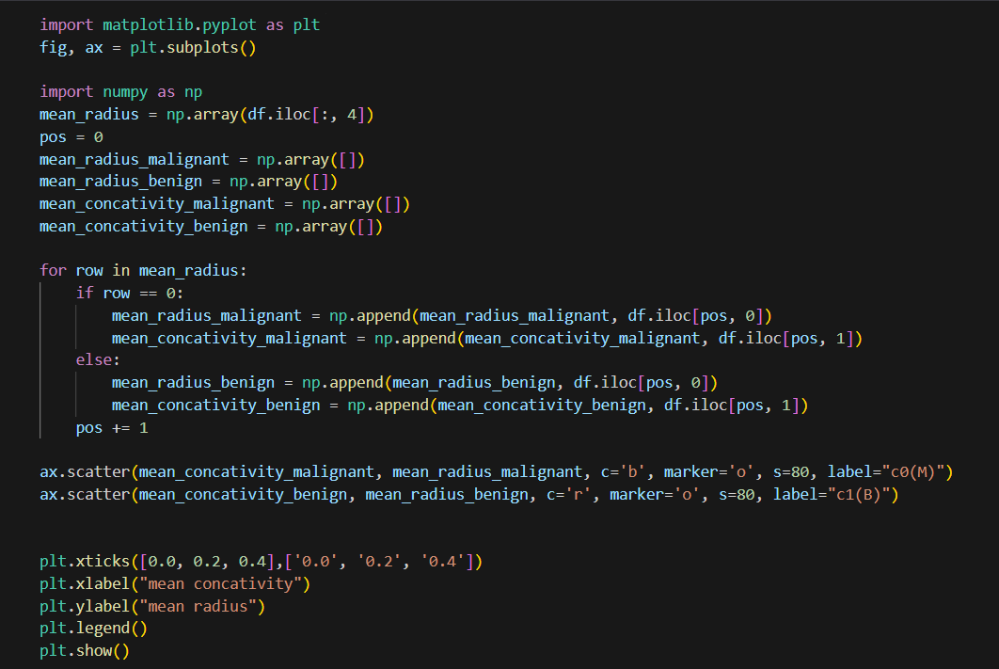 import matplotlib.pyplot as plt
fig, ax = plt.subplots()
import numpy as np
mean_radius = np.array(df.iloc[:, 4])
pos = 0
mean_radius_malignant = np.array([])
mean_radius_benign = np.array([])
mean_concativity_malignant = np.array([])
mean_concativity_benign = np.array([])
for row in mean_radius:
    if row == 0:
        mean_radius_malignant = np.append(mean_radius_malignant, df.iloc[pos, 0])
        mean_concativity_malignant = np.append(mean_concativity_malignant, df.iloc[pos, 1])
    else:
        mean_radius_benign = np.append(mean_radius_benign, df.iloc[pos, 0])
        mean_concativity_benign = np.append(mean_concativity_benign, df.iloc[pos, 1])
    pos += 1
ax.scatter(mean_concativity_malignant, mean_radius_malignant, c='b', marker='o', s=80, label="c0(M)")
ax.scatter(mean_concativity_benign, mean_radius_benign, c='r', marker='o', s=80, label="c1(B)")
plt.xticks([0.0, 0.2, 0.4],['0.0', '0.2', '0.4'])
plt.xlabel("mean concativity")
plt.ylabel("mean radius")
plt.legend()
plt.show()